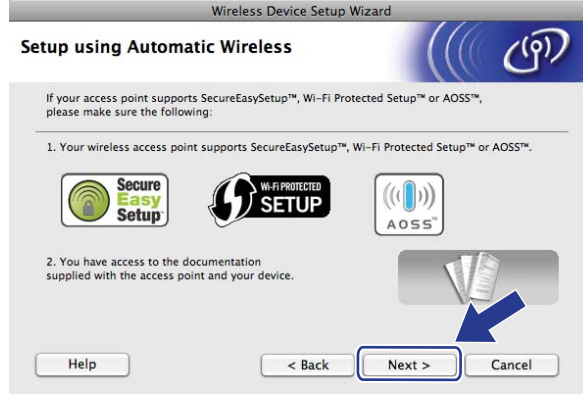 Wireless Device Setup Wizard
Setup using Automatic Wireless
If your access point supports SecureEasySetup™, Wi-Fi Protected Setup™ or AOSS™,
please make sure the following:
1. Your wireless access point supports SecureEasySetup™, Wi-Fi Protected Setup™ or AOSS™.
Secure
Easy
Setup™
Wi-Fi PROTECTED
SETUP
AOSS™
2. You have access to the documentation
supplied with the access point and your device.
Help
< Back
Next >
Cancel